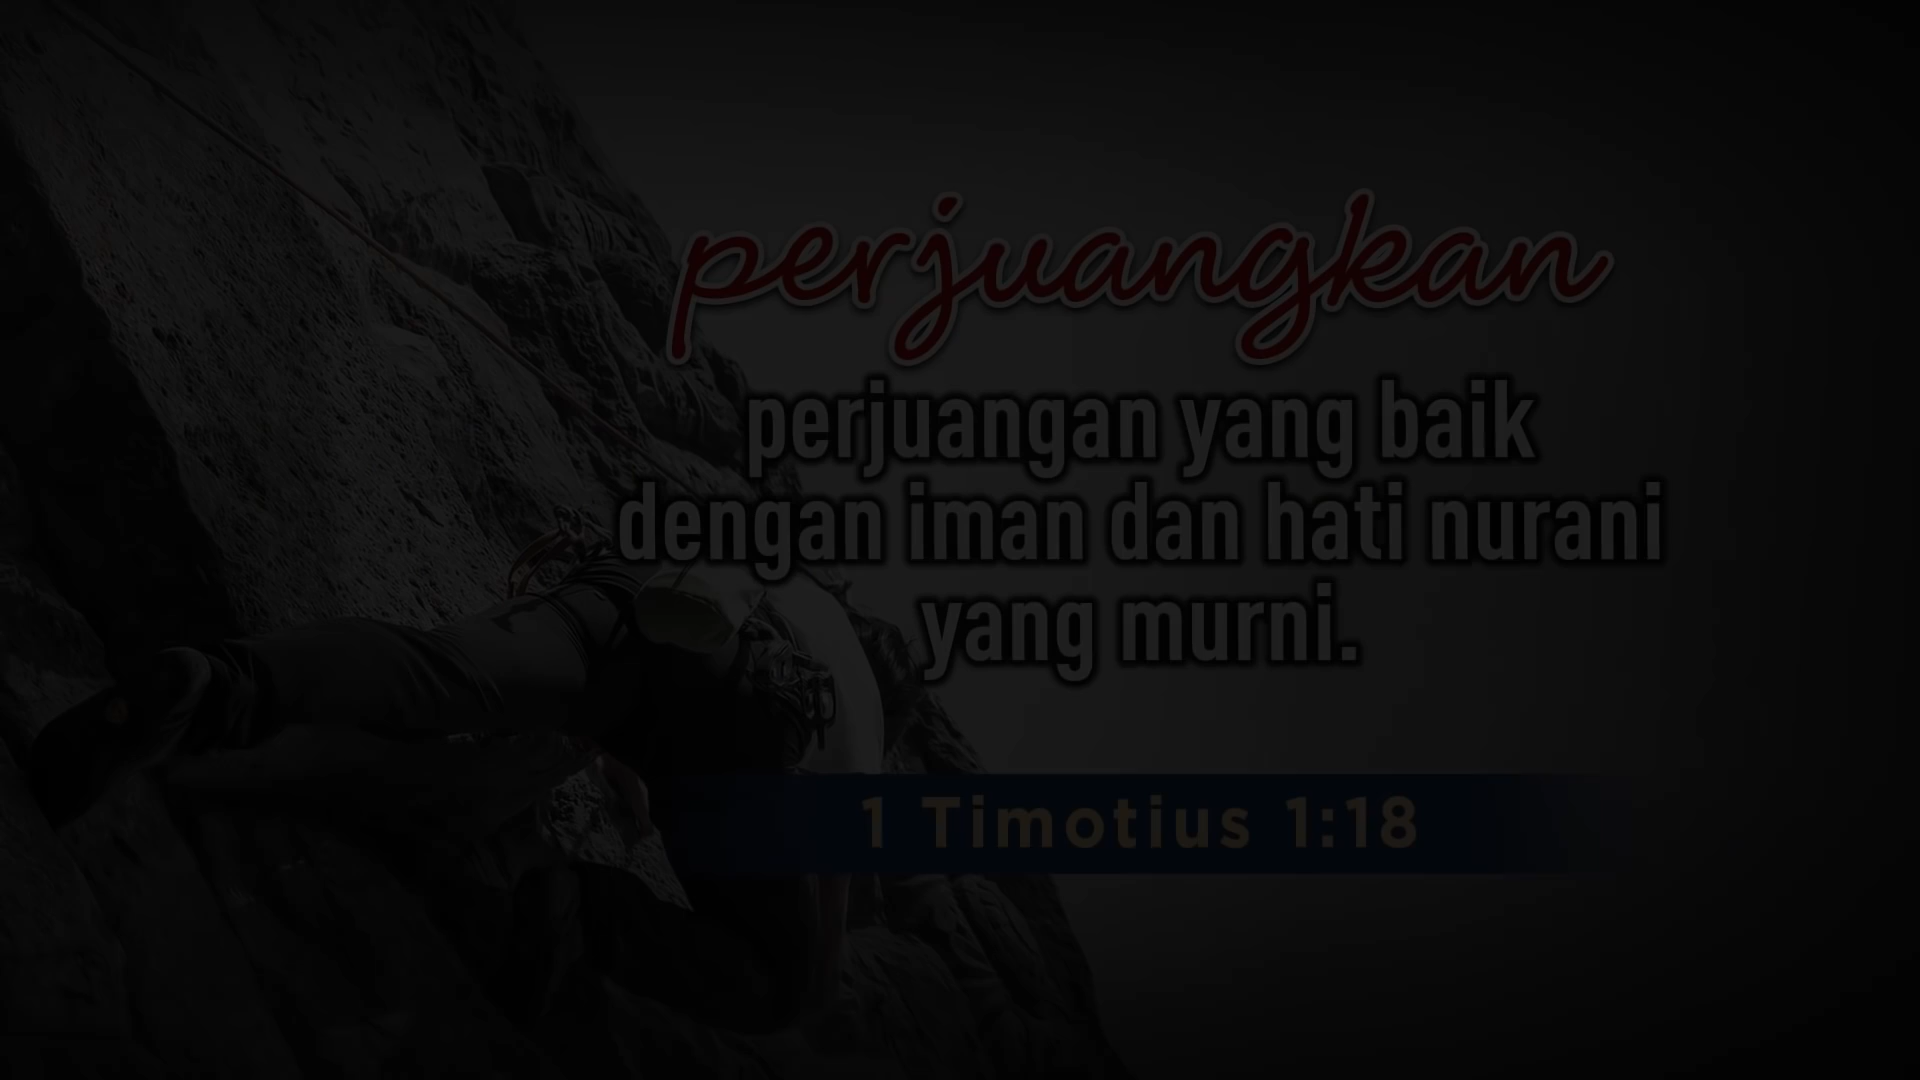 perjuangkan
perjuangan yang baik
dengan iman dan hati nurani
yang murni.
1 Timotius 1:18